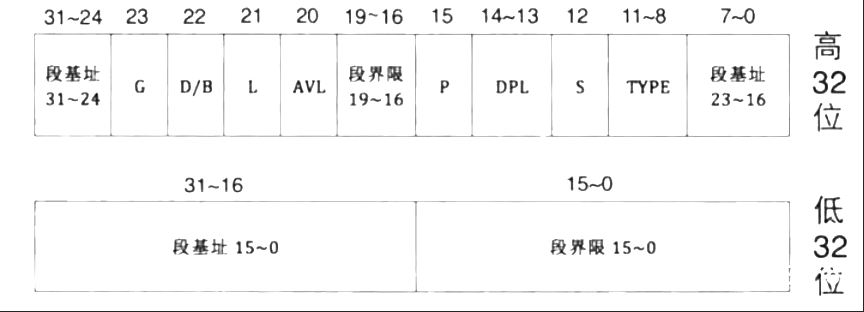 31~24 23 22 21 20 19~16 15 14~13 12 11~8 7~0
段基址 31~24 G D/B L AVL 段界限 19~16 P DPL S TYPE 段基址 23~16
高 32 位
31~16 15~0
段基址 15~0 段界限 15~0
低 32 位